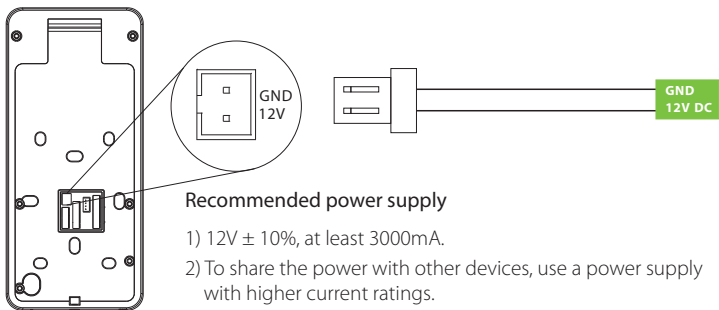 GND
12V
GND
12V DC
Recommended power supply
1) 12V ± 10%, at least 3000mA.
2) To share the power with other devices, use a power supply
with higher current ratings.